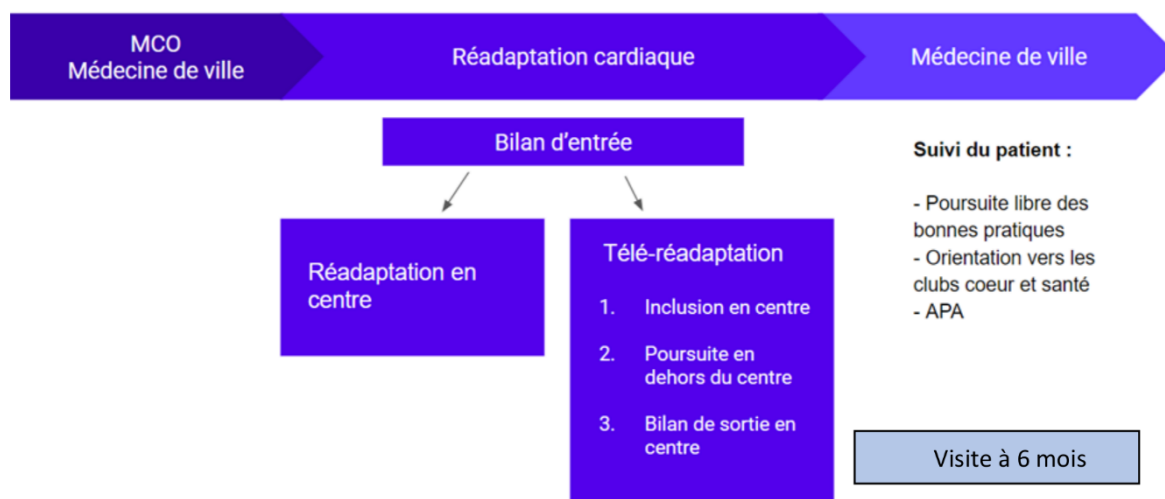 MCO
Médecine de ville
Réadaptation cardiaque
Médecine de ville
Bilan d'entrée
Réadaptation en
centre
Télé-réadaptation
1. Inclusion en centre
2. Poursuite en
dehors du centre
3. Bilan de sortie en
centre
Suivi du patient :
- Poursuite libre des
bonnes pratiques
- Orientation vers les
clubs coeur et santé
- APA
Visite à 6 mois